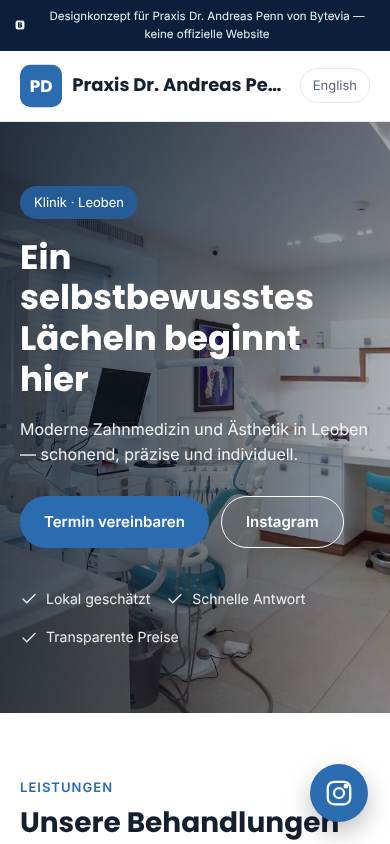 B
Designkonzept für Praxis Dr. Andreas Penn von Bytevia —
keine offizielle Website
PD
Praxis Dr. Andreas Pe...
English
Klinik · Leoben
Ein
selbstbewusstes
Lächeln beginnt
hier
Moderne Zahnmedizin und Ästhetik in Leoben
— schonend, präzise und individuell.
Termin vereinbaren
Instagram
Lokal geschätzt
Schnelle Antwort
Transparente Preise
LEISTUNGEN
Unsere Behandlungen